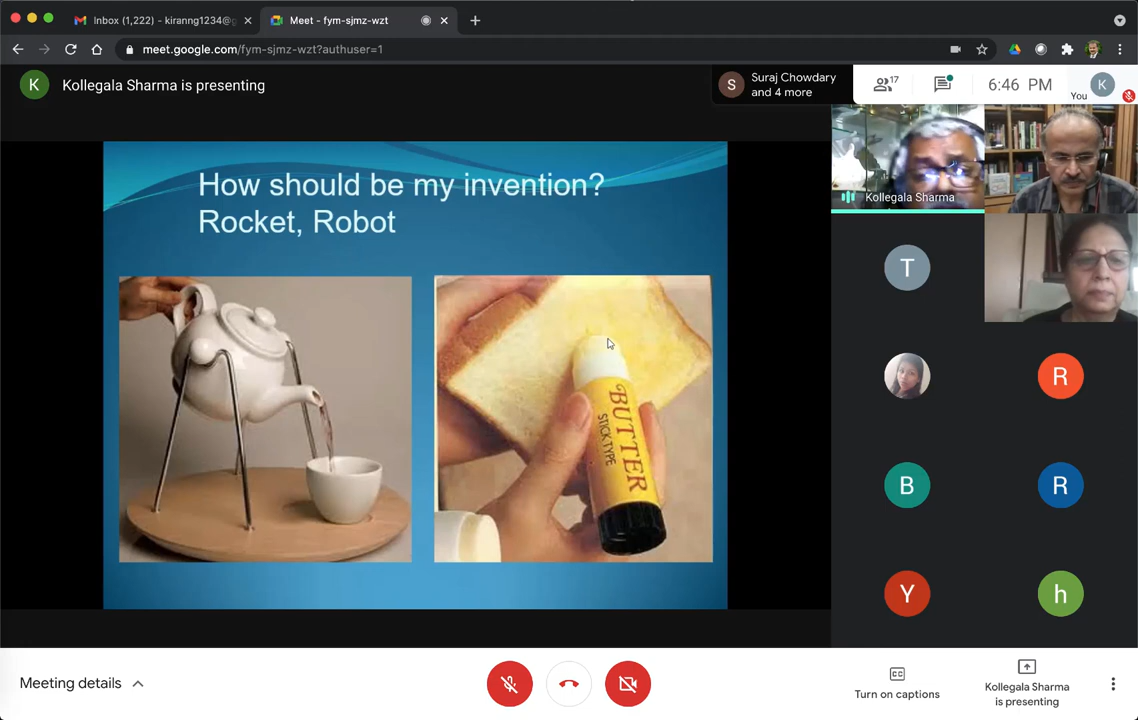 Inbox (1,222) - kiranng1234@g
Meet - fym-sjmz-wzt
meet.google.com/fym-sjmz-wzt?authuser=1
K
Kollegala Sharma is presenting
S
Suraj Chowdary
and 4 more
17
6:46 PM
You
K
How should be my invention?
Rocket, Robot
BUTTER
STICK TYPE
Kollegala Sharma
T
R
B
R
Y
h
Meeting details
CC
Turn on captions
Kollegala Sharma
is presenting